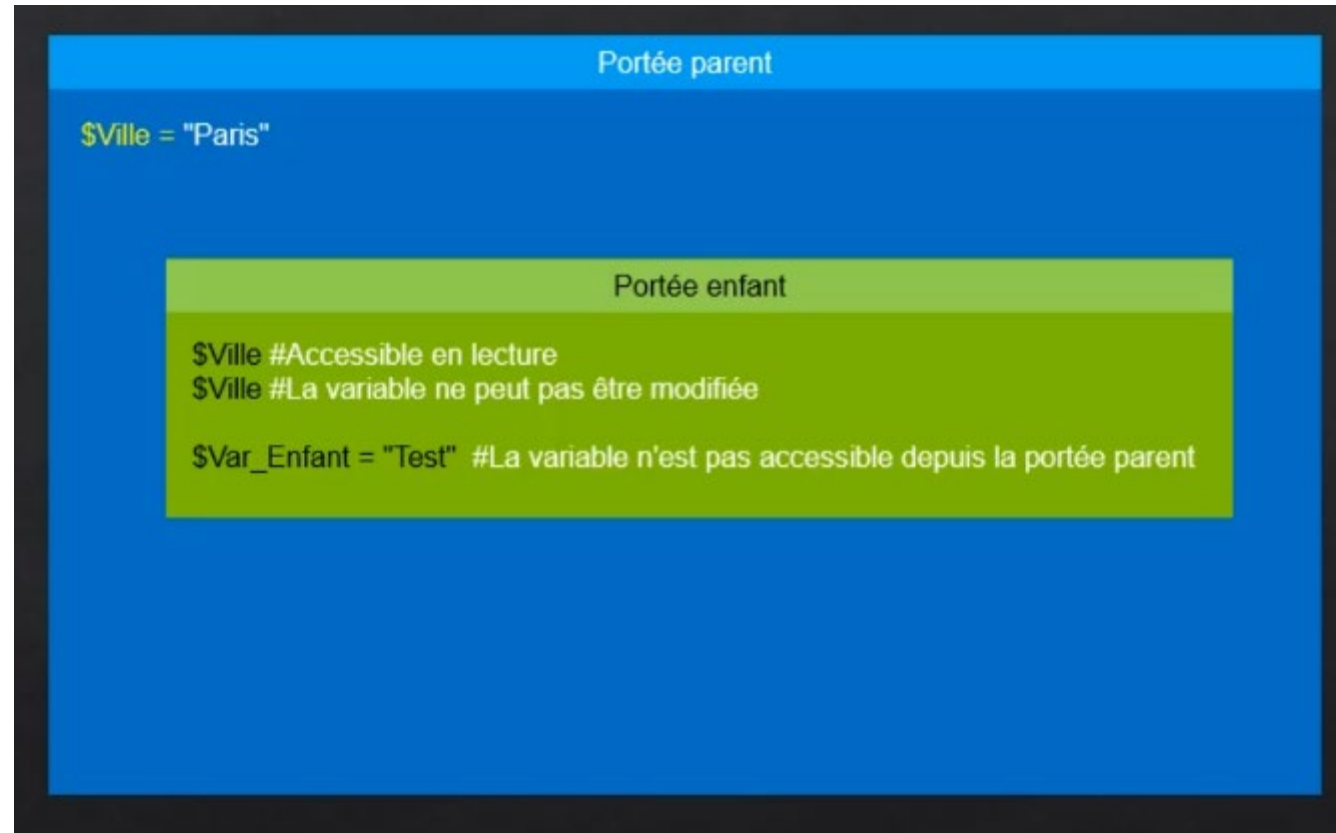 Portée parent
$Ville = "Paris"
Portée enfant
$Ville #Accessible en lecture
$Ville #La variable ne peut pas être modifiée
$Var_Enfant = "Test"  #La variable n'est pas accessible depuis la portée parent